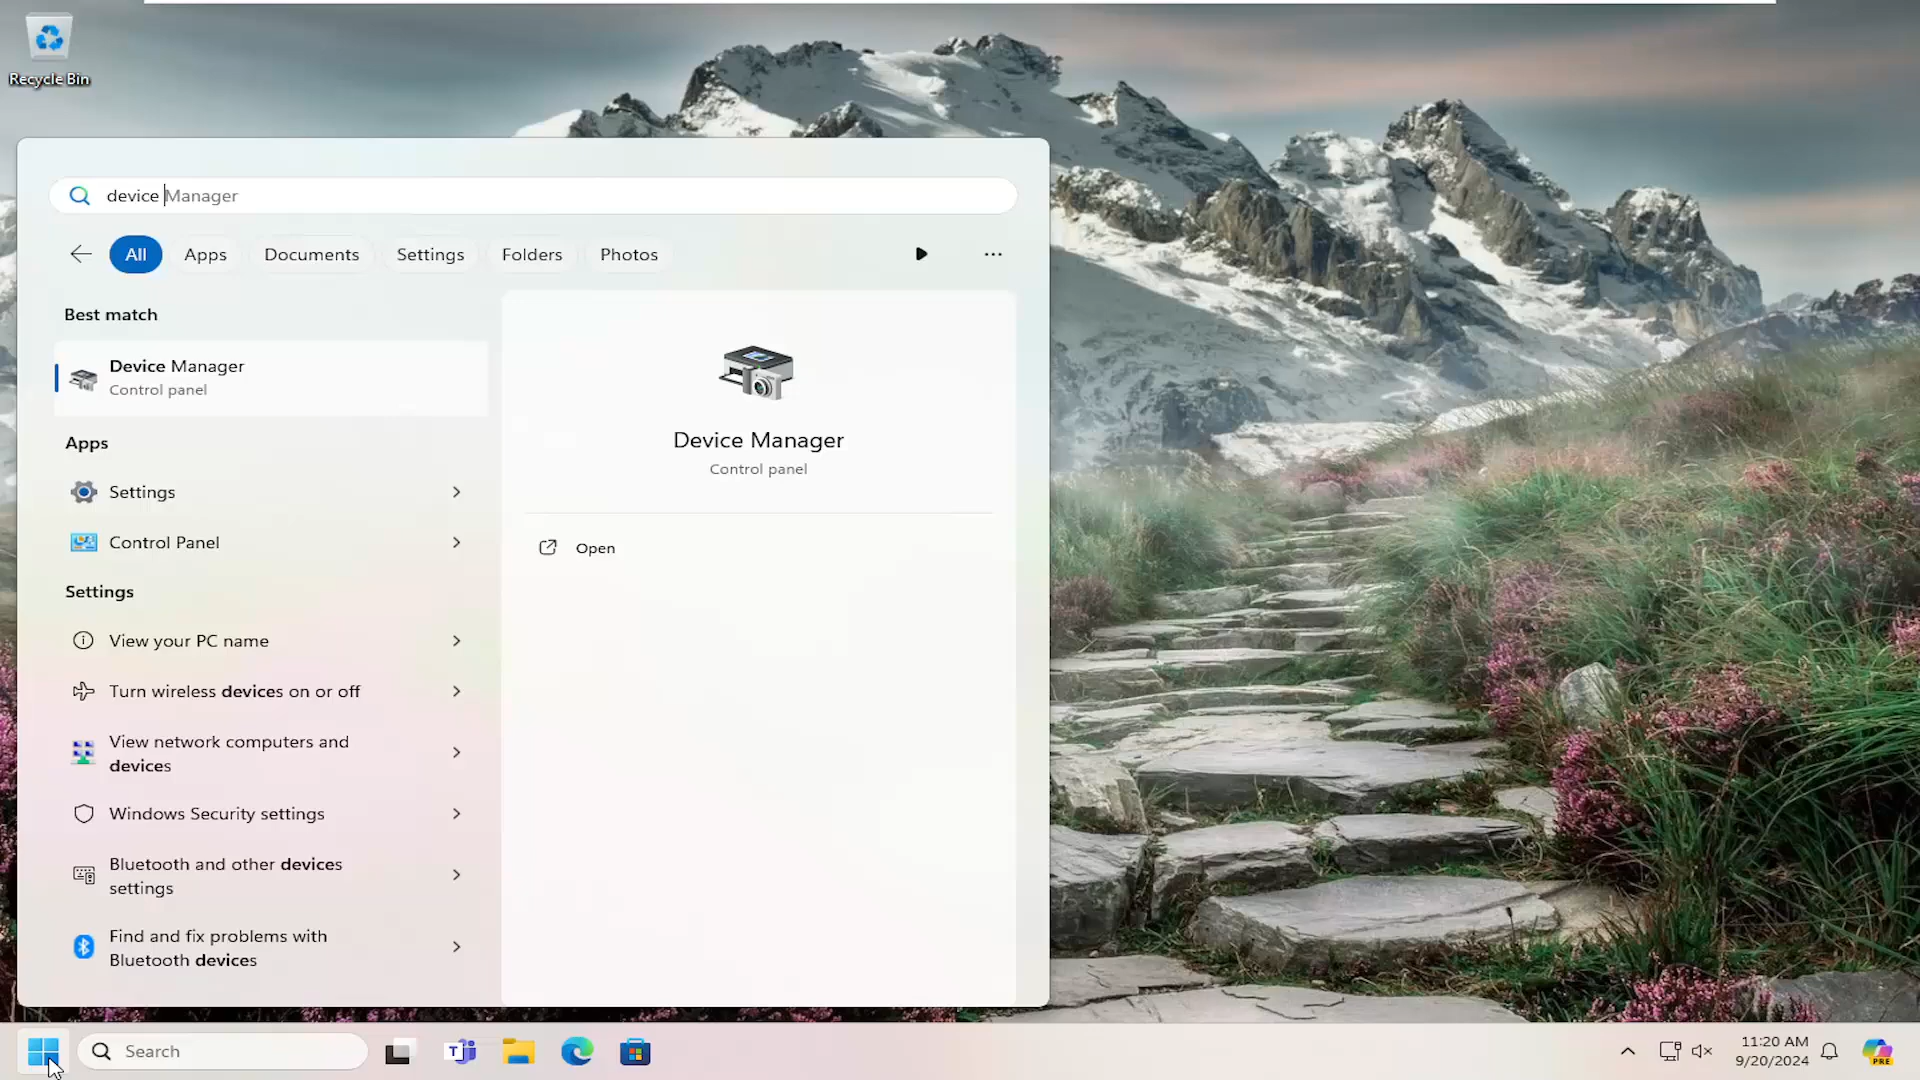 Recycle Bin
device Manager
All
Apps
Documents
Settings
Folders
Photos
Best match
Device Manager
Control panel
Apps
Settings
Control Panel
Settings
View your PC name
Turn wireless devices on or off
View network computers and
devices
Windows Security settings
Bluetooth and other devices
settings
Find and fix problems with
Bluetooth devices
Device Manager
Control panel
Open
Search
11:20 AM
9/20/2024
PRE